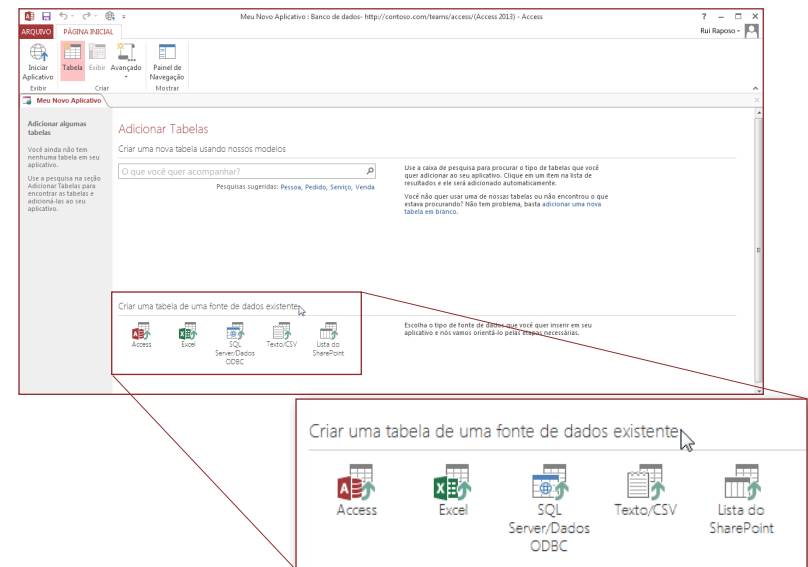 Meu Novo Aplicativo : Banco de dados- http://contoso.com/teams/access/(Access 2013) - Access
ARQUIVO PÁGINA INICIAL
Rui Raposo
Iniciar Aplicativo
Tabela
Exibir
Avançado
Painel de Navegação
Exibir
Criar
Mostrar
Meu Novo Aplicativo
Adicionar algumas
tabelas
Você ainda não tem
nenhuma tabela em seu
aplicativo.
Use a pesquisa na seção
Adicionar Tabelas para
encontrar as tabelas e
adicioná-las ao seu
aplicativo.
Adicionar Tabelas
Criar uma nova tabela usando nossos modelos
O que você quer acompanhar?
Pesquisas sugeridas: Pessoa, Pedido, Serviço, Venda
Use a caixa de pesquisa para procurar o tipo de tabelas que você
quer adicionar ao seu aplicativo. Clique em um item na lista de
resultados e ele será adicionado automaticamente.
Você não quer usar uma de nossas tabelas ou não encontrou o que
estava procurando? Não tem problema, basta adicionar uma nova
tabela em branco.
Criar uma tabela de uma fonte de dados existente
Access
Excel
SQL
Server/Dados
ODBC
Texto/CSV
Lista do
SharePoint
Escolha o tipo de fonte de dados que você quer inserir em seu
aplicativo e nós vamos orientá-lo pelas etapas necessárias.
Criar uma tabela de uma fonte de dados existente
Access
Excel
SQL
Server/Dados
ODBC
Texto/CSV
Lista do
SharePoint